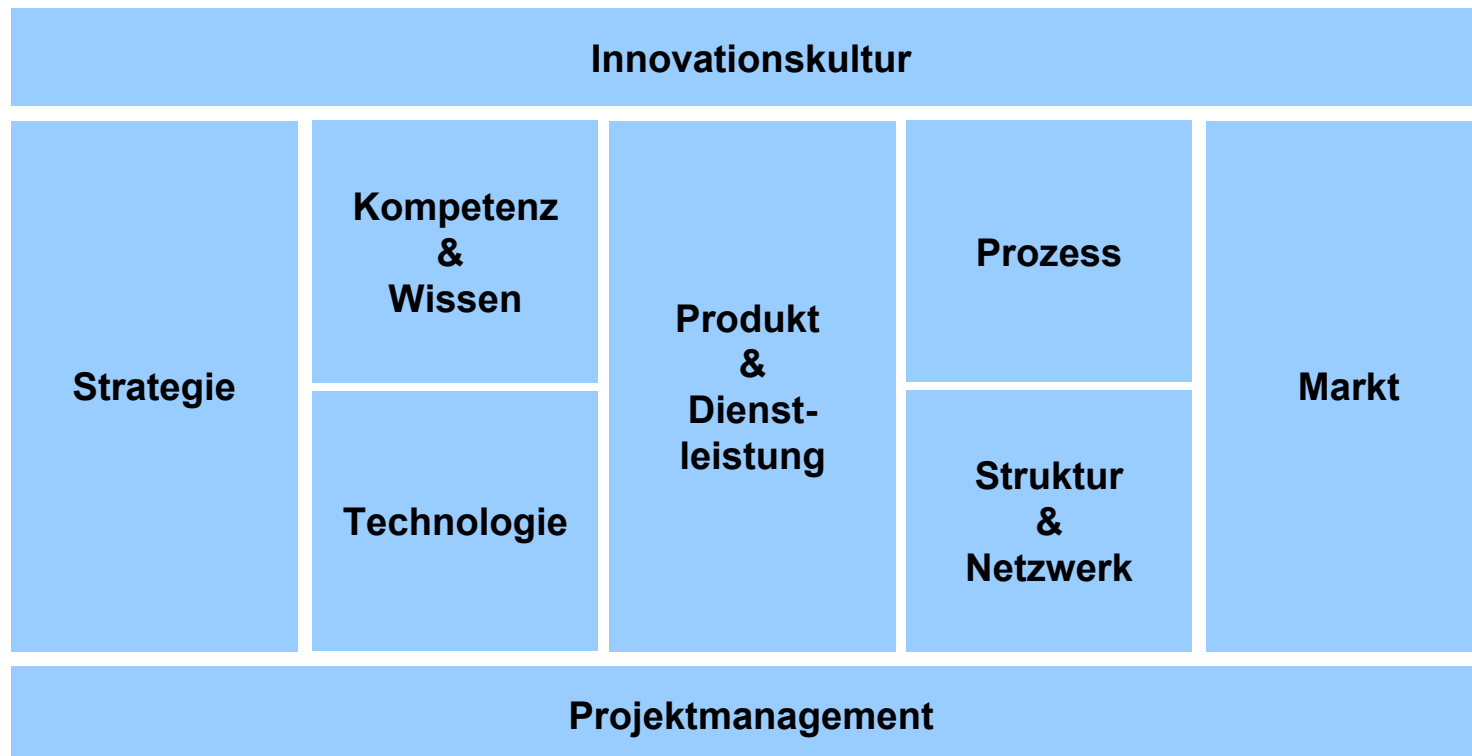 Innovationskultur
Strategie
Kompetenz
&
Wissen
Technologie
Produkt
&
Dienst-
leistung
Prozess
Struktur
&
Netzwerk
Markt
Projektmanagement